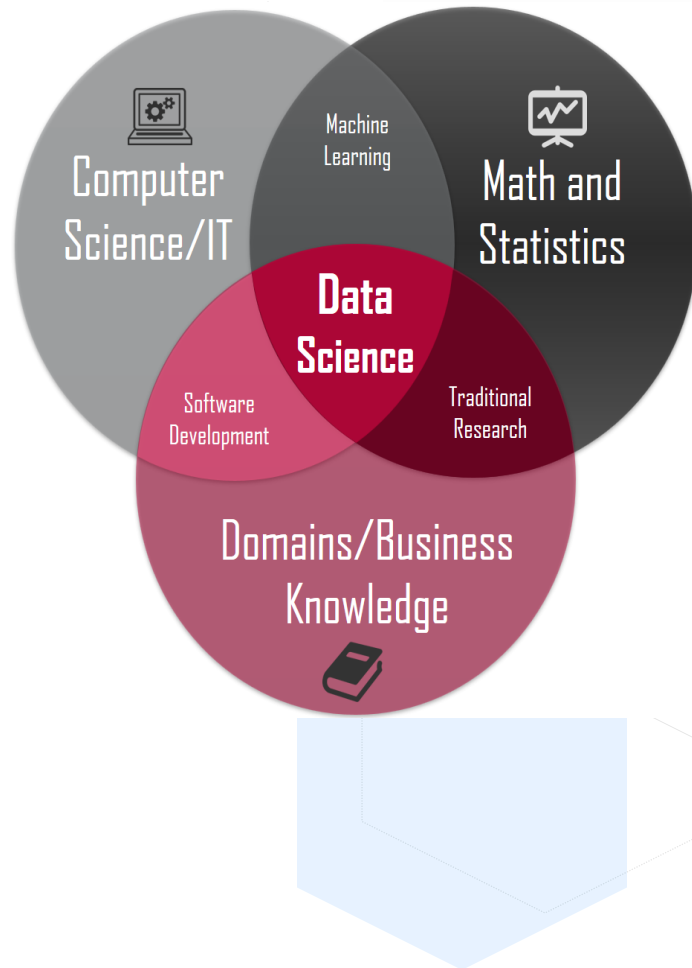 Machine
Learning
Computer
Science/IT
Math and
Statistics
Data
Science
Software
Development
Traditional
Research
Domains/Business
Knowledge